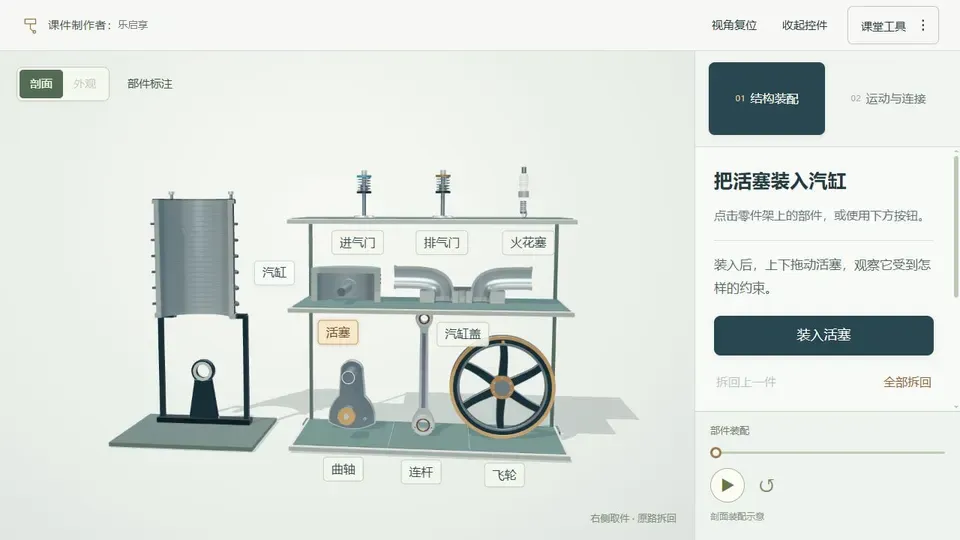 课件制作者：乐启享
视角复位
收起控件
课堂工具
剖面
外观
部件标注
01 结构装配
02 运动与连接
把活塞装入汽缸
点击零件架上的部件，或使用下方按钮。
装入后，上下拖动活塞，观察它受到怎
样的约束。
装入活塞
拆回上一件
全部拆回
进气门
排气门
火花塞
汽缸
活塞
汽缸盖
曲轴
连杆
飞轮
部件装配
剖面装配示意
右侧取件 · 原路拆回